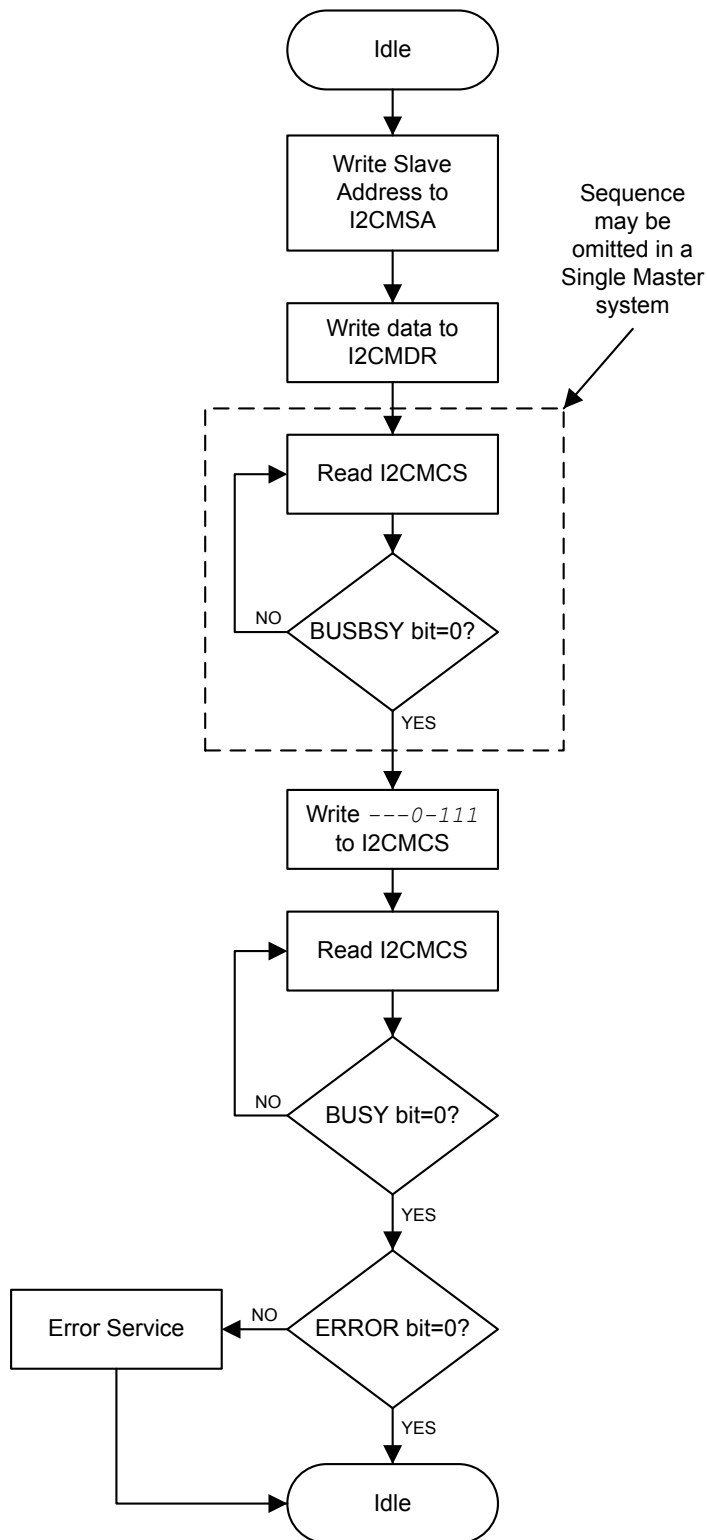 Idle
Write Slave
Address to
I2CMSA
Sequence
may be
omitted in a
Single Master
system
Write data to
I2CMDR
Read I2CMCS
NO
BUSBSY bit=0?
YES
Write ---0-111
to I2CMCS
Read I2CMCS
NO
BUSY bit=0?
YES
Error Service
NO
ERROR bit=0?
YES
Idle